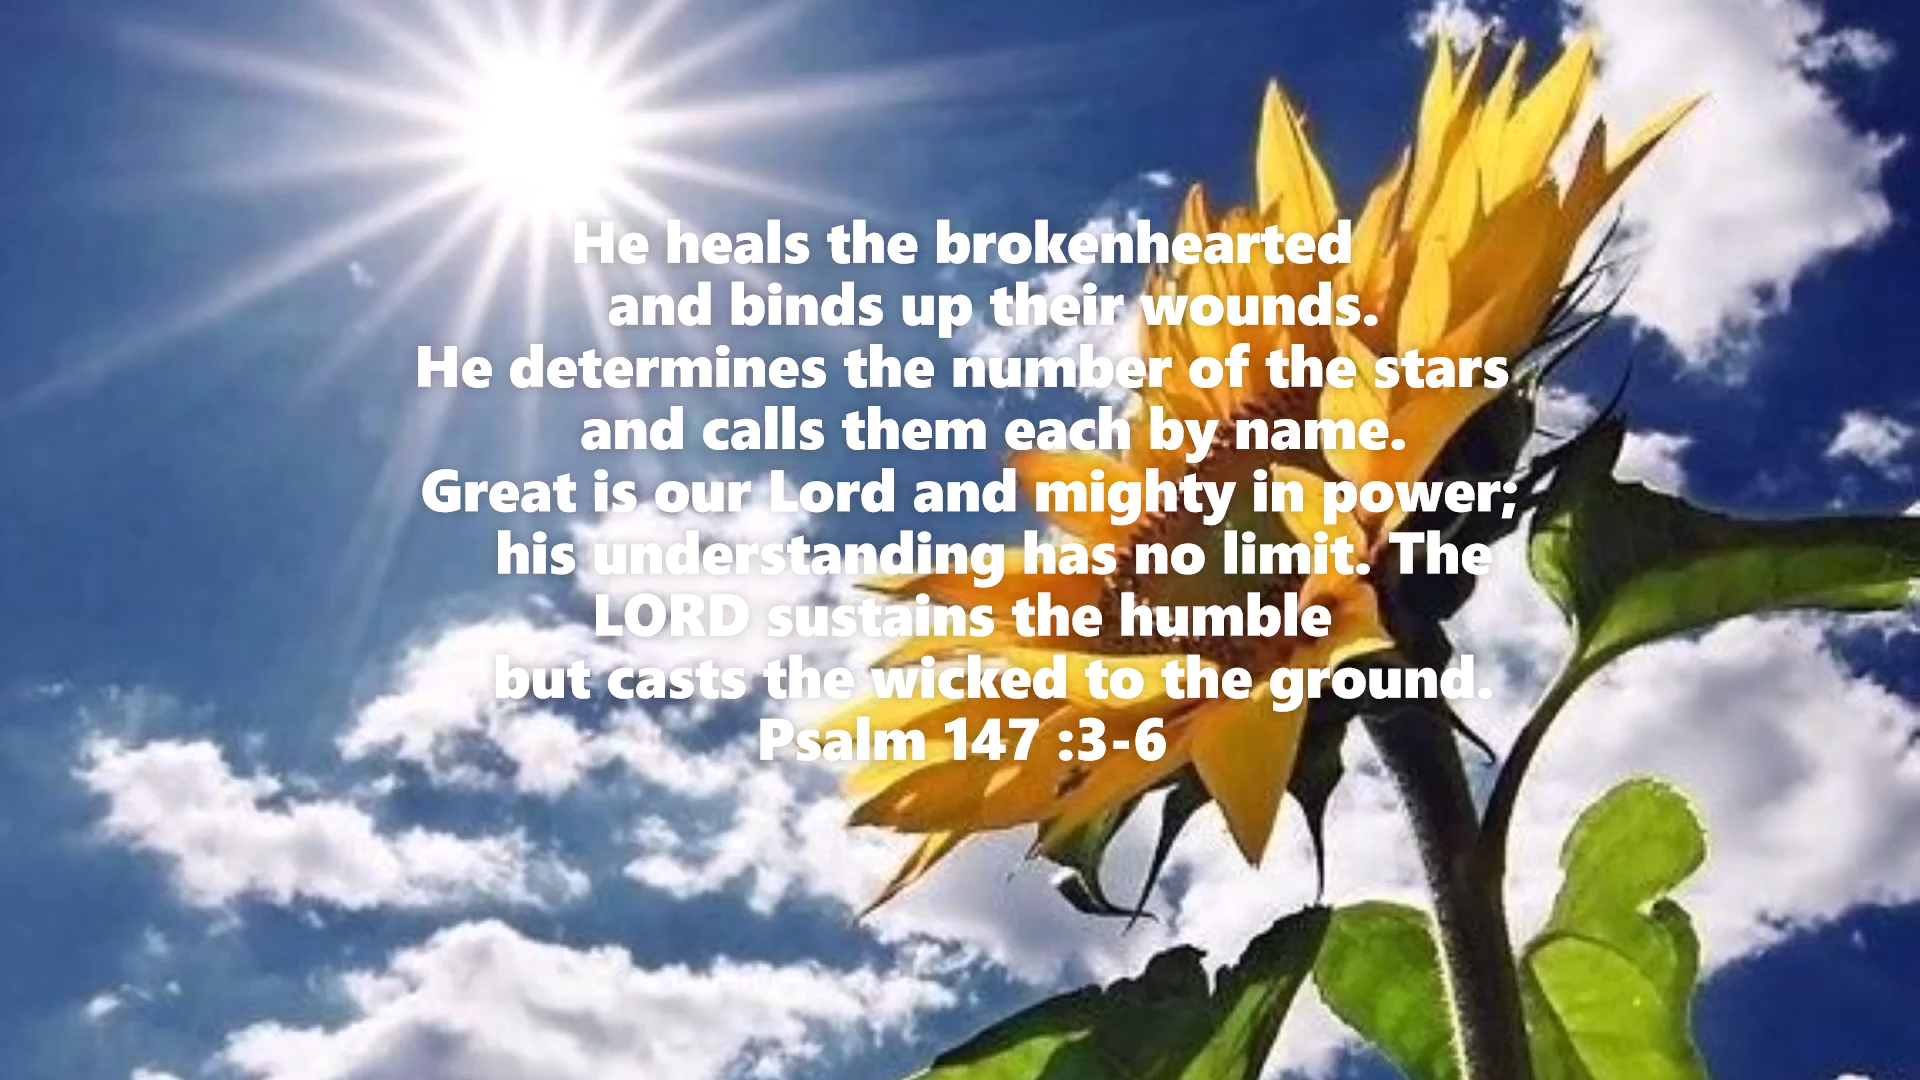 He heals the brokenhearted
and binds up their wounds.
He determines the number of the stars
and calls them each by name.
Great is our Lord and mighty in power;
his understanding has no limit. The
LORD sustains the humble
but casts the wicked to the ground.
Psalm 147 :3-6